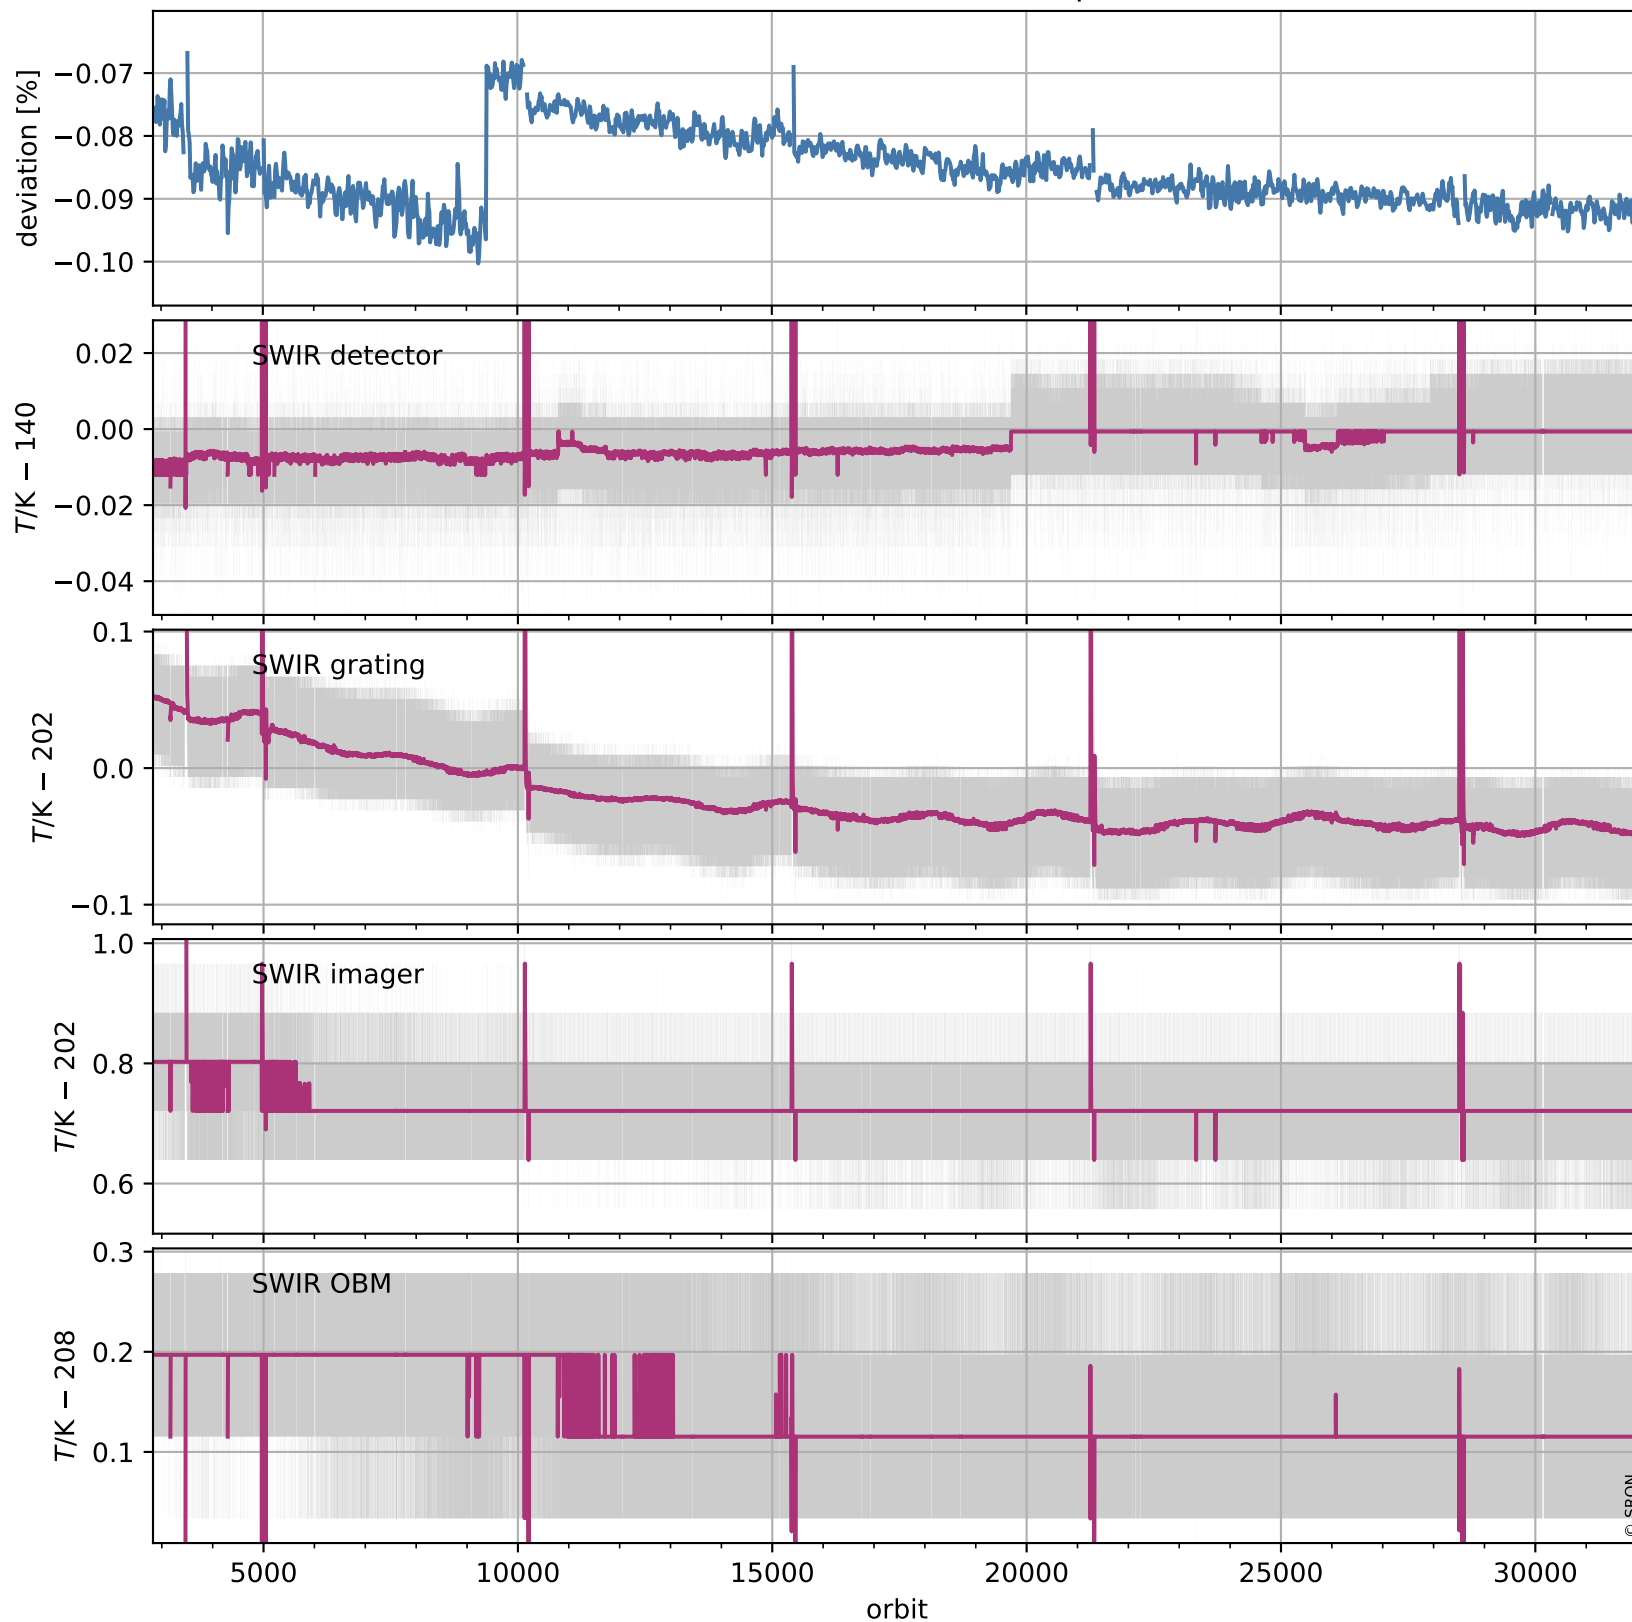 deviation [%]
−0.07
−0.08
−0.09
−0.10
SWIR detector
T/K − 140
0.02
0.00
−0.02
−0.04
SWIR grating
T/K − 202
0.1
0.0
−0.1
SWIR imager
T/K − 202
1.0
0.8
0.6
SWIR OBM
T/K − 208
0.3
0.2
0.1
© SRON
5000 10000 15000 20000 25000 30000
orbit